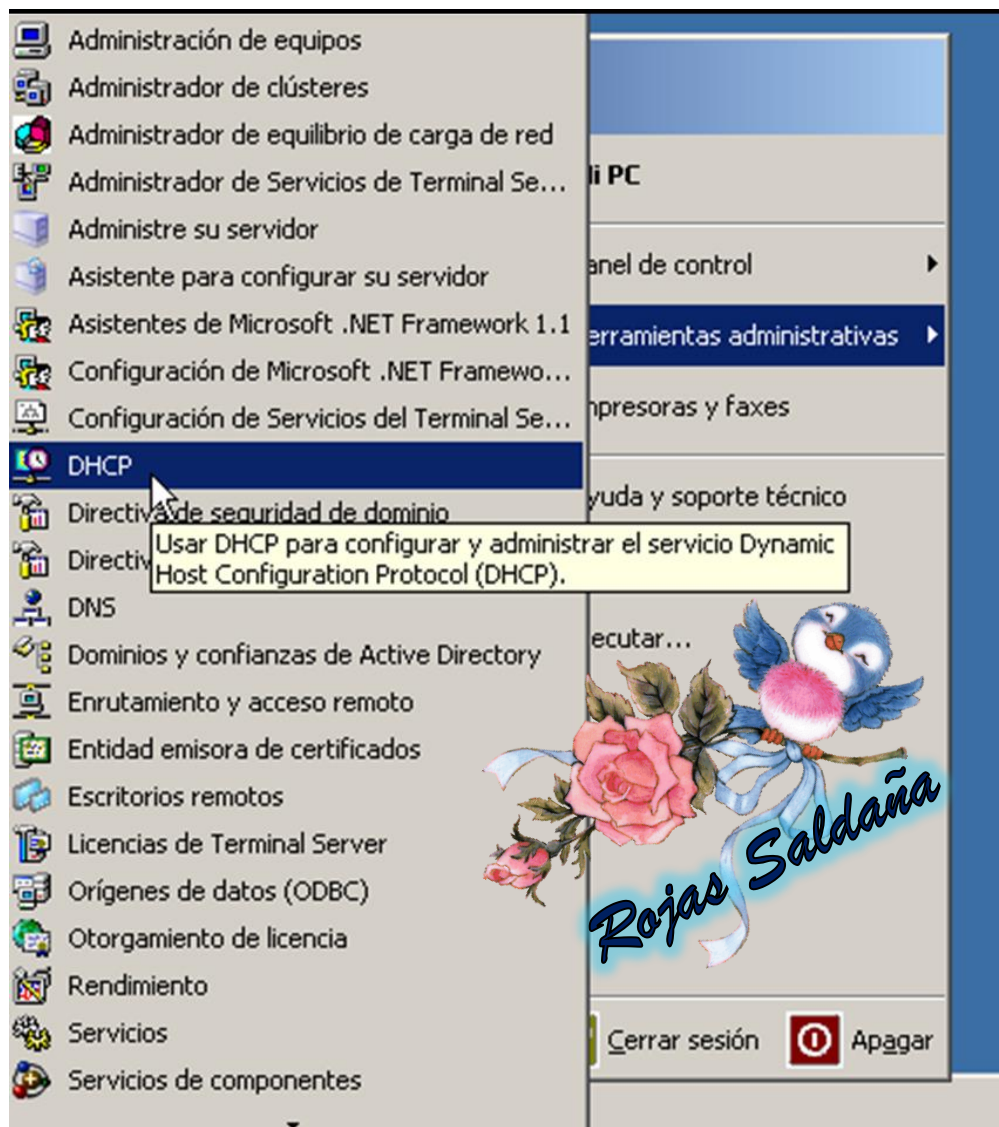 Administración de equipos
Administrador de clústeres
Administrador de equilibrio de carga de red
Administrador de Servicios de Terminal Se...
Administre su servidor
Asistente para configurar su servidor
Asistentes de Microsoft .NET Framework 1.1
Configuración de Microsoft .NET Framewo...
Configuración de Servicios del Terminal Se...
DHCP
Directiva de seguridad de dominio
Directiv
Usar DHCP para configurar y administrar el servicio Dynamic
Host Configuration Protocol (DHCP).
DNS
Dominios y confianzas de Active Directory
Enrutamiento y acceso remoto
Entidad emisora de certificados
Escritorios remotos
Licencias de Terminal Server
Orígenes de datos (ODBC)
Otorgamiento de licencia
Rendimiento
Servicios
Servicios de componentes
li PC
anel de control
erramientas administrativas
presoras y faxes
yuda y soporte técnico
ecutar...
Rojas Saldaña
Cerrar sesión
Apagar